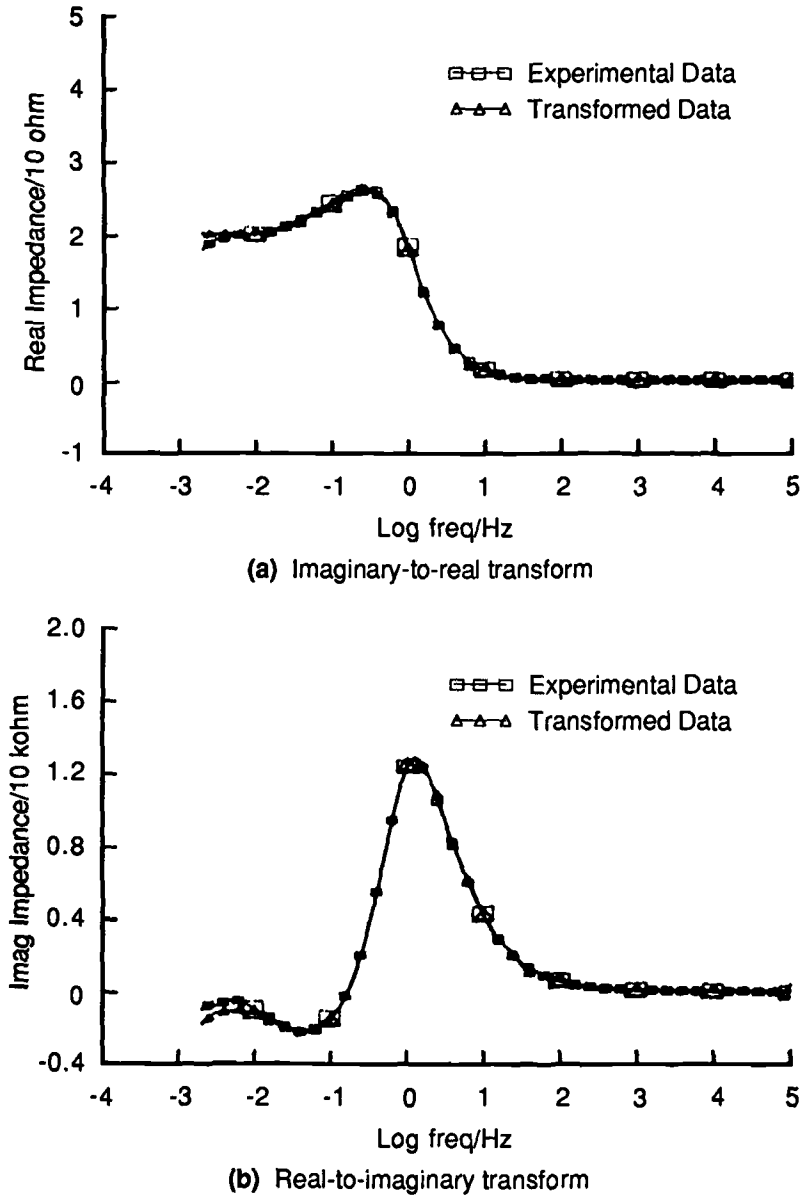 5
4
3
2
1
0
-1
Real Impedance/10 ohm
Experimental Data
Transformed Data
-4 -3 -2 -1 0 1 2 3 4 5
Log freq/Hz
(a) Imaginary-to-real transform
2.0
1.6
1.2
0.8
0.4
0
-0.4
Imag Impedance/10 kohm
Experimental Data
Transformed Data
-4 -3 -2 -1 0 1 2 3 4 5
Log freq/Hz
(b) Real-to-imaginary transform